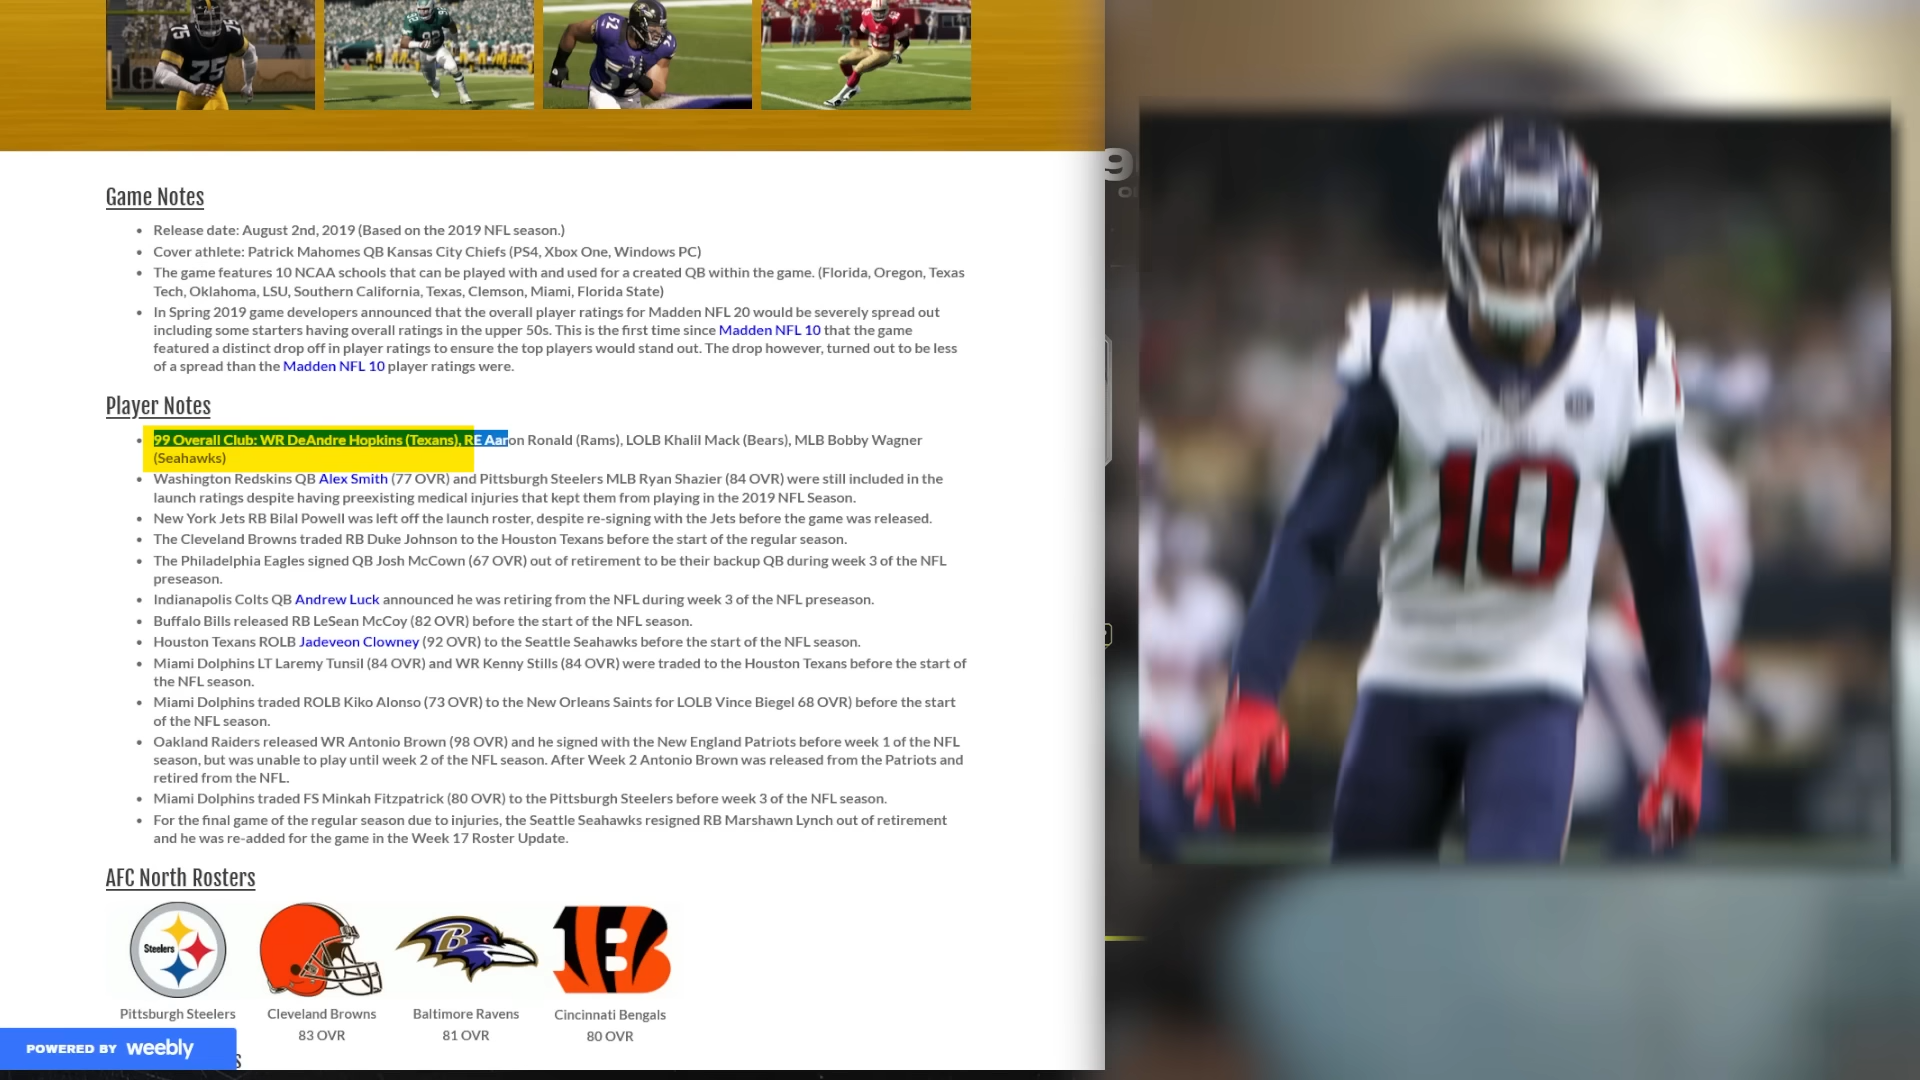 75
52
Game Notes
Release date: August 2nd, 2019 (Based on the 2019 NFL season.)
Cover athlete: Patrick Mahomes QB Kansas City Chiefs (PS4, Xbox One, Windows PC)
The game features 10 NCAA schools that can be played with and used for a created QB within the game. (Florida, Oregon, Texas
Tech, Oklahoma, LSU, Southern California, Texas, Clemson, Miami, Florida State)
In Spring 2019 game developers announced that the overall player ratings for Madden NFL 20 would be severely spread out
including some starters having overall ratings in the upper 50s. This is the first time since Madden NFL 10 that the game
featured a distinct drop off in player ratings to ensure the top players would stand out. The drop however, turned out to be less
of a spread than the Madden NFL 10 player ratings were.
Player Notes
99 Overall Club: WR DeAndre Hopkins (Texans), RE Aaron Ronald (Rams), LOLB Khalil Mack (Bears), MLB Bobby Wagner
(Seahawks)
Washington Redskins QB Alex Smith (77 OVR) and Pittsburgh Steelers MLB Ryan Shazier (84 OVR) were still included in the
launch ratings despite having preexisting medical injuries that kept them from playing in the 2019 NFL Season.
New York Jets RB Bilal Powell was left off the launch roster, despite re-signing with the Jets before the game was released.
The Cleveland Browns traded RB Duke Johnson to the Houston Texans before the start of the regular season.
The Philadelphia Eagles signed QB Josh McCown (67 OVR) out of retirement to be their backup QB during week 3 of the NFL
preseason.
Indianapolis Colts QB Andrew Luck announced he was retiring from the NFL during week 3 of the NFL preseason.
Buffalo Bills released RB LeSean McCoy (82 OVR) before the start of the NFL season.
Houston Texans ROLB Jadeveon Clowney (92 OVR) to the Seattle Seahawks before the start of the NFL season.
Miami Dolphins LT Laremy Tunsil (84 OVR) and WR Kenny Stills (84 OVR) were traded to the Houston Texans before the start of
the NFL season.
Miami Dolphins traded ROLB Kiko Alonso (73 OVR) to the New Orleans Saints for LOLB Vince Biegel 68 OVR) before the start
of the NFL season.
Oakland Raiders released WR Antonio Brown (98 OVR) and he signed with the New England Patriots before week 1 of the NFL
season, but was unable to play until week 2 of the NFL season. After Week 2 Antonio Brown was released from the Patriots and
retired from the NFL.
Miami Dolphins traded FS Minkah Fitzpatrick (80 OVR) to the Pittsburgh Steelers before week 3 of the NFL season.
For the final game of the regular season due to injuries, the Seattle Seahawks resigned RB Marshawn Lynch out of retirement
and he was re-added for the game in the Week 17 Roster Update.
AFC North Rosters
Steelers
B
Pittsburgh Steelers
Cleveland Browns
Baltimore Ravens
Cincinnati Bengals
83 OVR
81 OVR
80 OVR
POWERED BY weebly
10